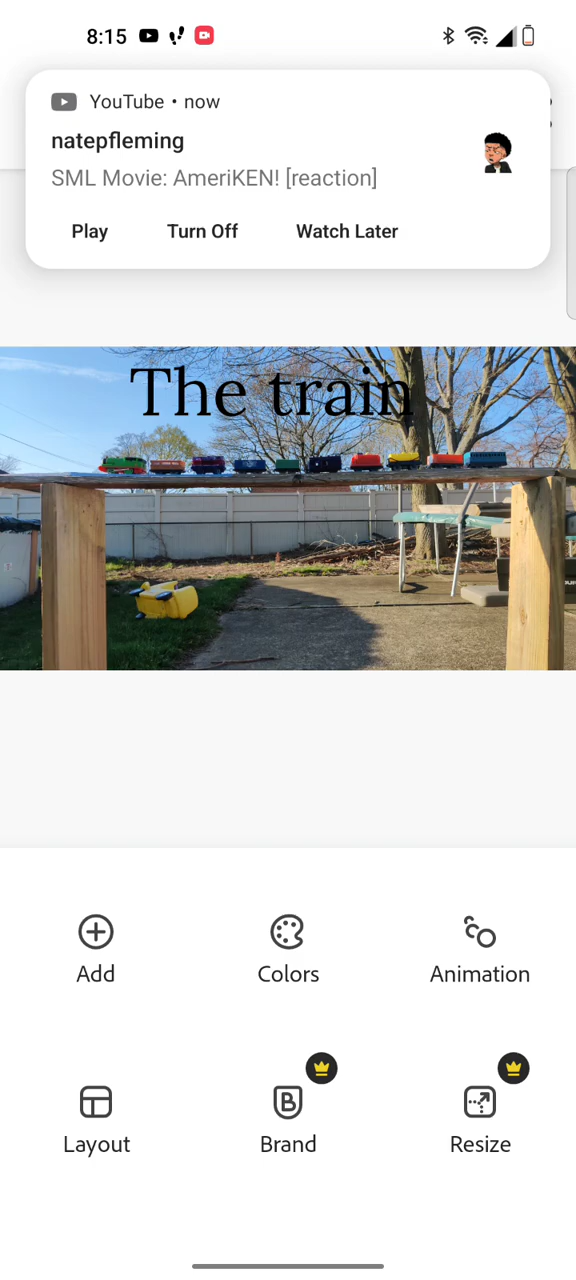 8:15
YouTube • now
natepfleming
SML Movie: AmeriKEN! [reaction]
Play Turn Off Watch Later
The train
Add Colors Animation
B
Layout Brand Resize